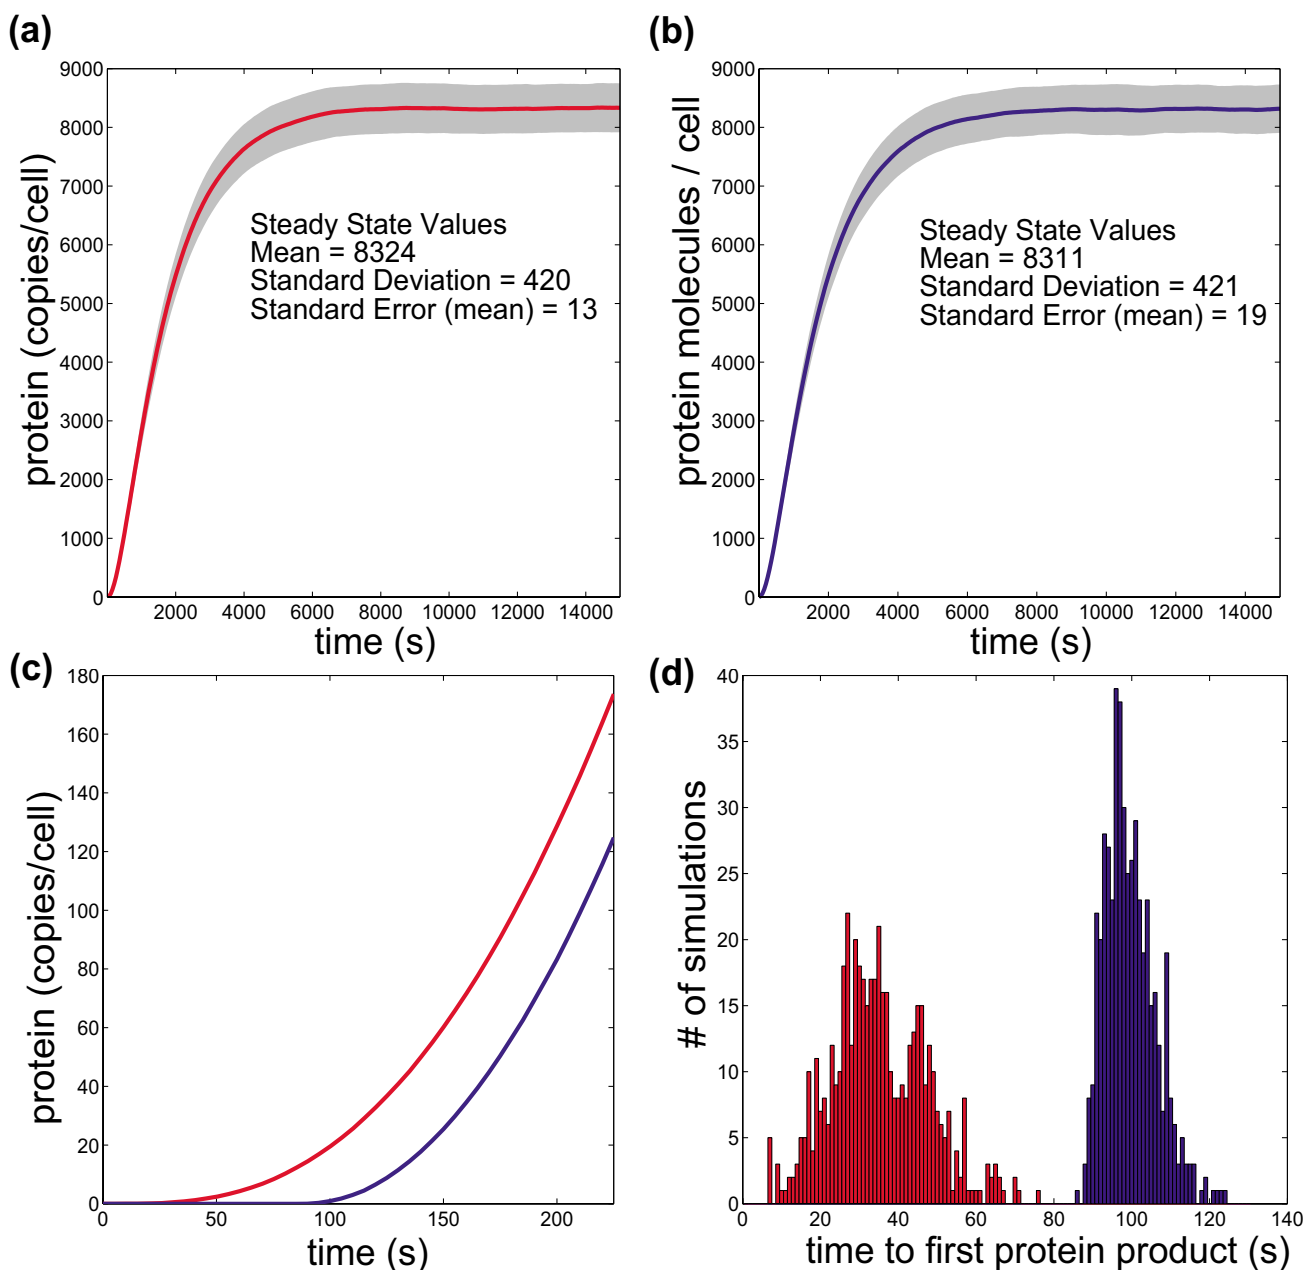 (a)
9000
8000
7000
6000
5000
4000
3000
2000
1000
0
protein (copies/cell)
Steady State Values
Mean = 8324
Standard Deviation = 420
Standard Error (mean) = 13
2000 4000 6000 8000 10000 12000 14000
time (s)
(b)
9000
8000
7000
6000
5000
4000
3000
2000
1000
0
protein molecules / cell
Steady State Values
Mean = 8311
Standard Deviation = 421
Standard Error (mean) = 19
2000 4000 6000 8000 10000 12000 14000
time (s)
(c)
180
160
140
120
100
80
60
40
20
0
protein (copies/cell)
0 50 100 150 200
time (s)
(d)
40
35
30
25
20
15
10
5
0
# of simulations
0 20 40 60 80 100 120 140
time to first protein product (s)